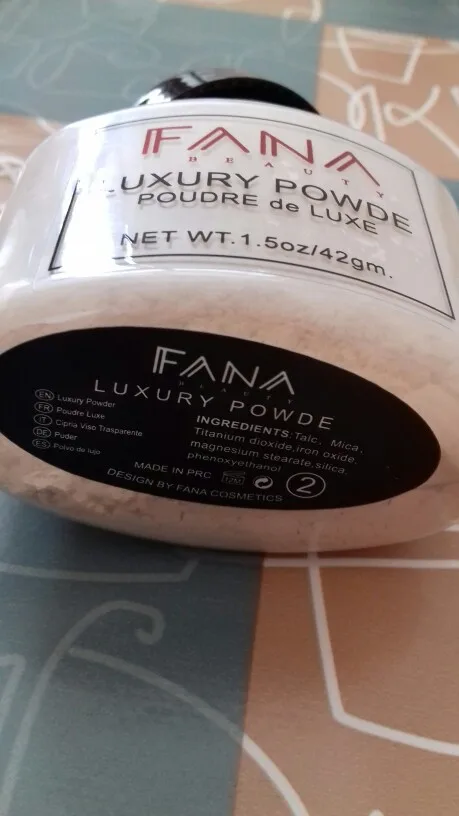 FANA
BEAUTY
LUXURY POWDE
POUDRE de LUXE
NET WT.1.5oz/42gm.
FANA
BEAUTY
LUXURY POWDE
EN Luxury Powder
FR Poudre Luxe
IT Cipria Viso Trasparente
DE Puder
ES Polvo de lujo
INGREDIENTS:Talc, Mica,
Titanium dioxide,iron oxide,
magnesium stearate,silica,
phenoxyethanol
MADE IN PRC
2
DESIGN BY FANA COSMETICS